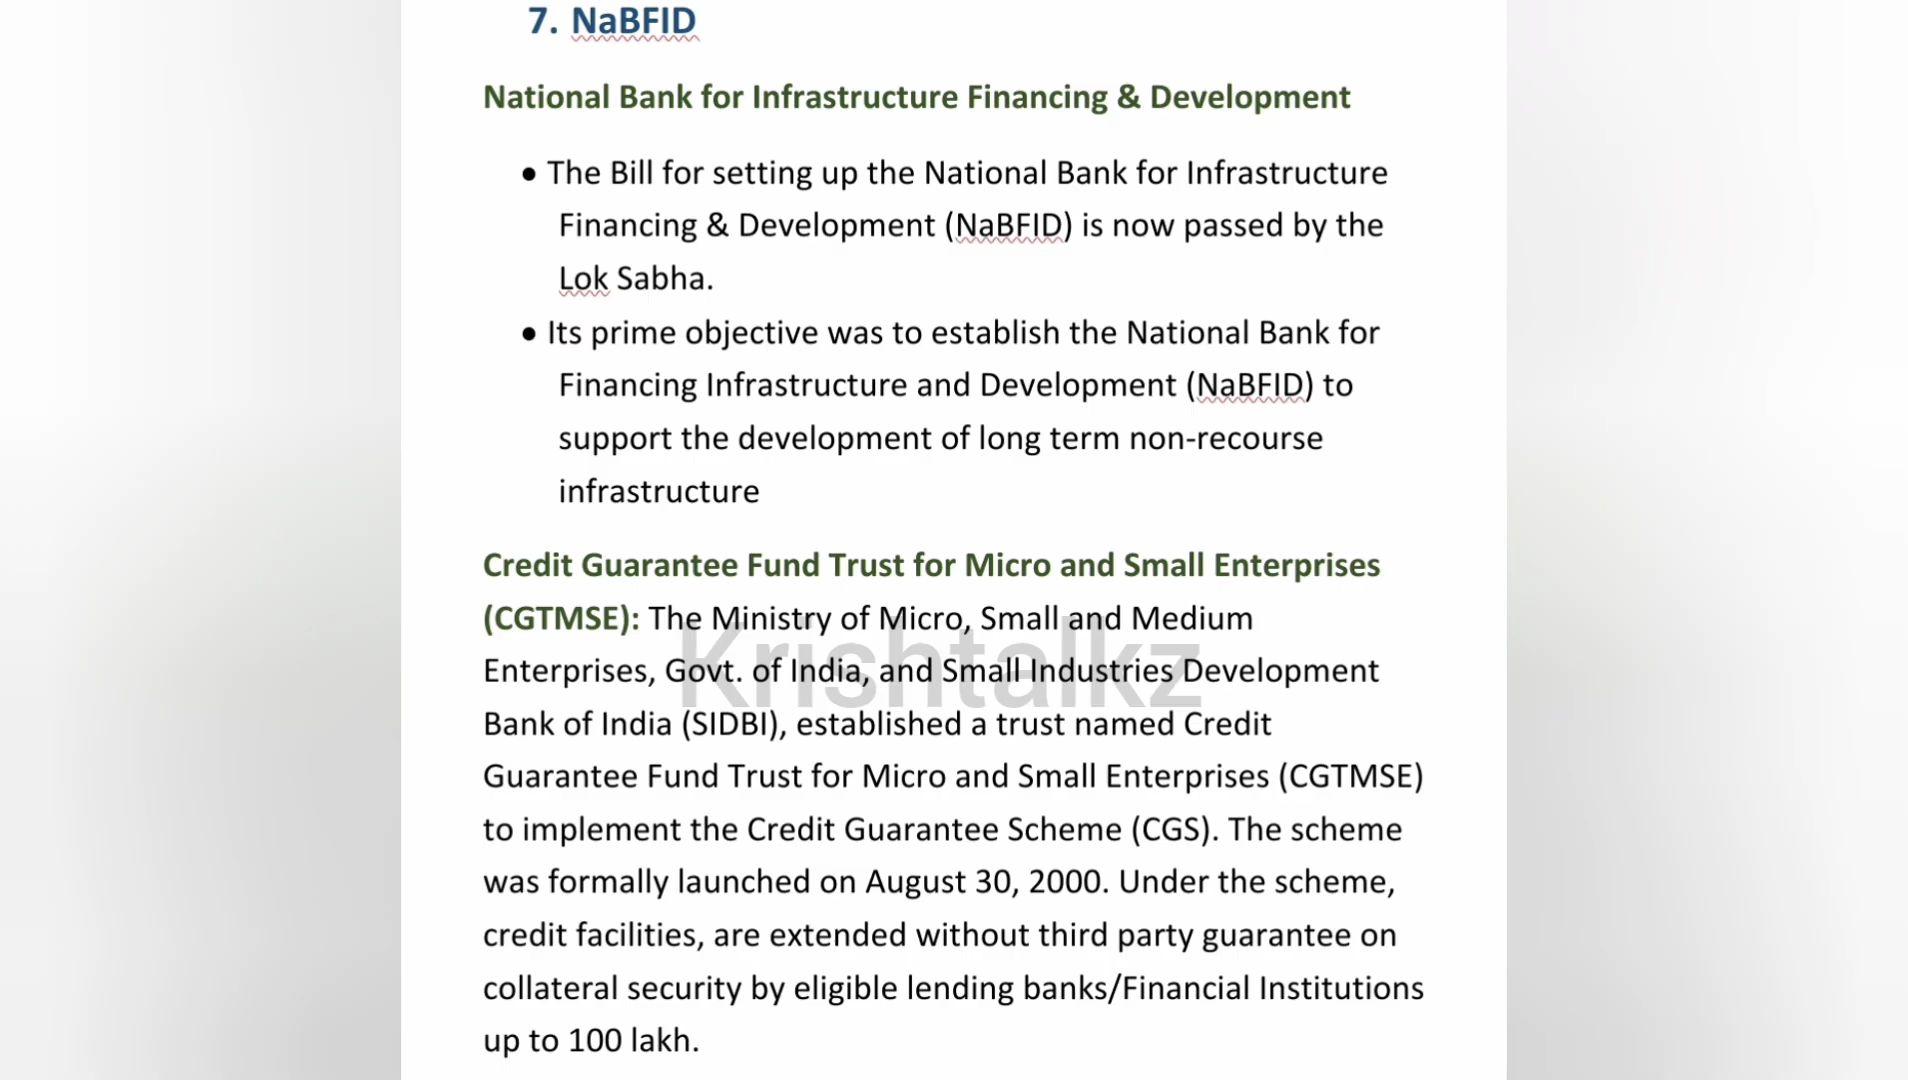 7. NaBFID
National Bank for Infrastructure Financing & Development
• The Bill for setting up the National Bank for Infrastructure
Financing & Development (NaBFID) is now passed by the
Lok Sabha.
• Its prime objective was to establish the National Bank for
Financing Infrastructure and Development (NaBFID) to
support the development of long term non-recourse
infrastructure
Credit Guarantee Fund Trust for Micro and Small Enterprises
(CGTMSE): The Ministry of Micro, Small and Medium
Enterprises, Govt. of India, and Small Industries Development
Krishtalkz
Bank of India (SIDBI), established a trust named Credit
Guarantee Fund Trust for Micro and Small Enterprises (CGTMSE)
to implement the Credit Guarantee Scheme (CGS). The scheme
was formally launched on August 30, 2000. Under the scheme,
credit facilities, are extended without third party guarantee on
collateral security by eligible lending banks/Financial Institutions
up to 100 lakh.